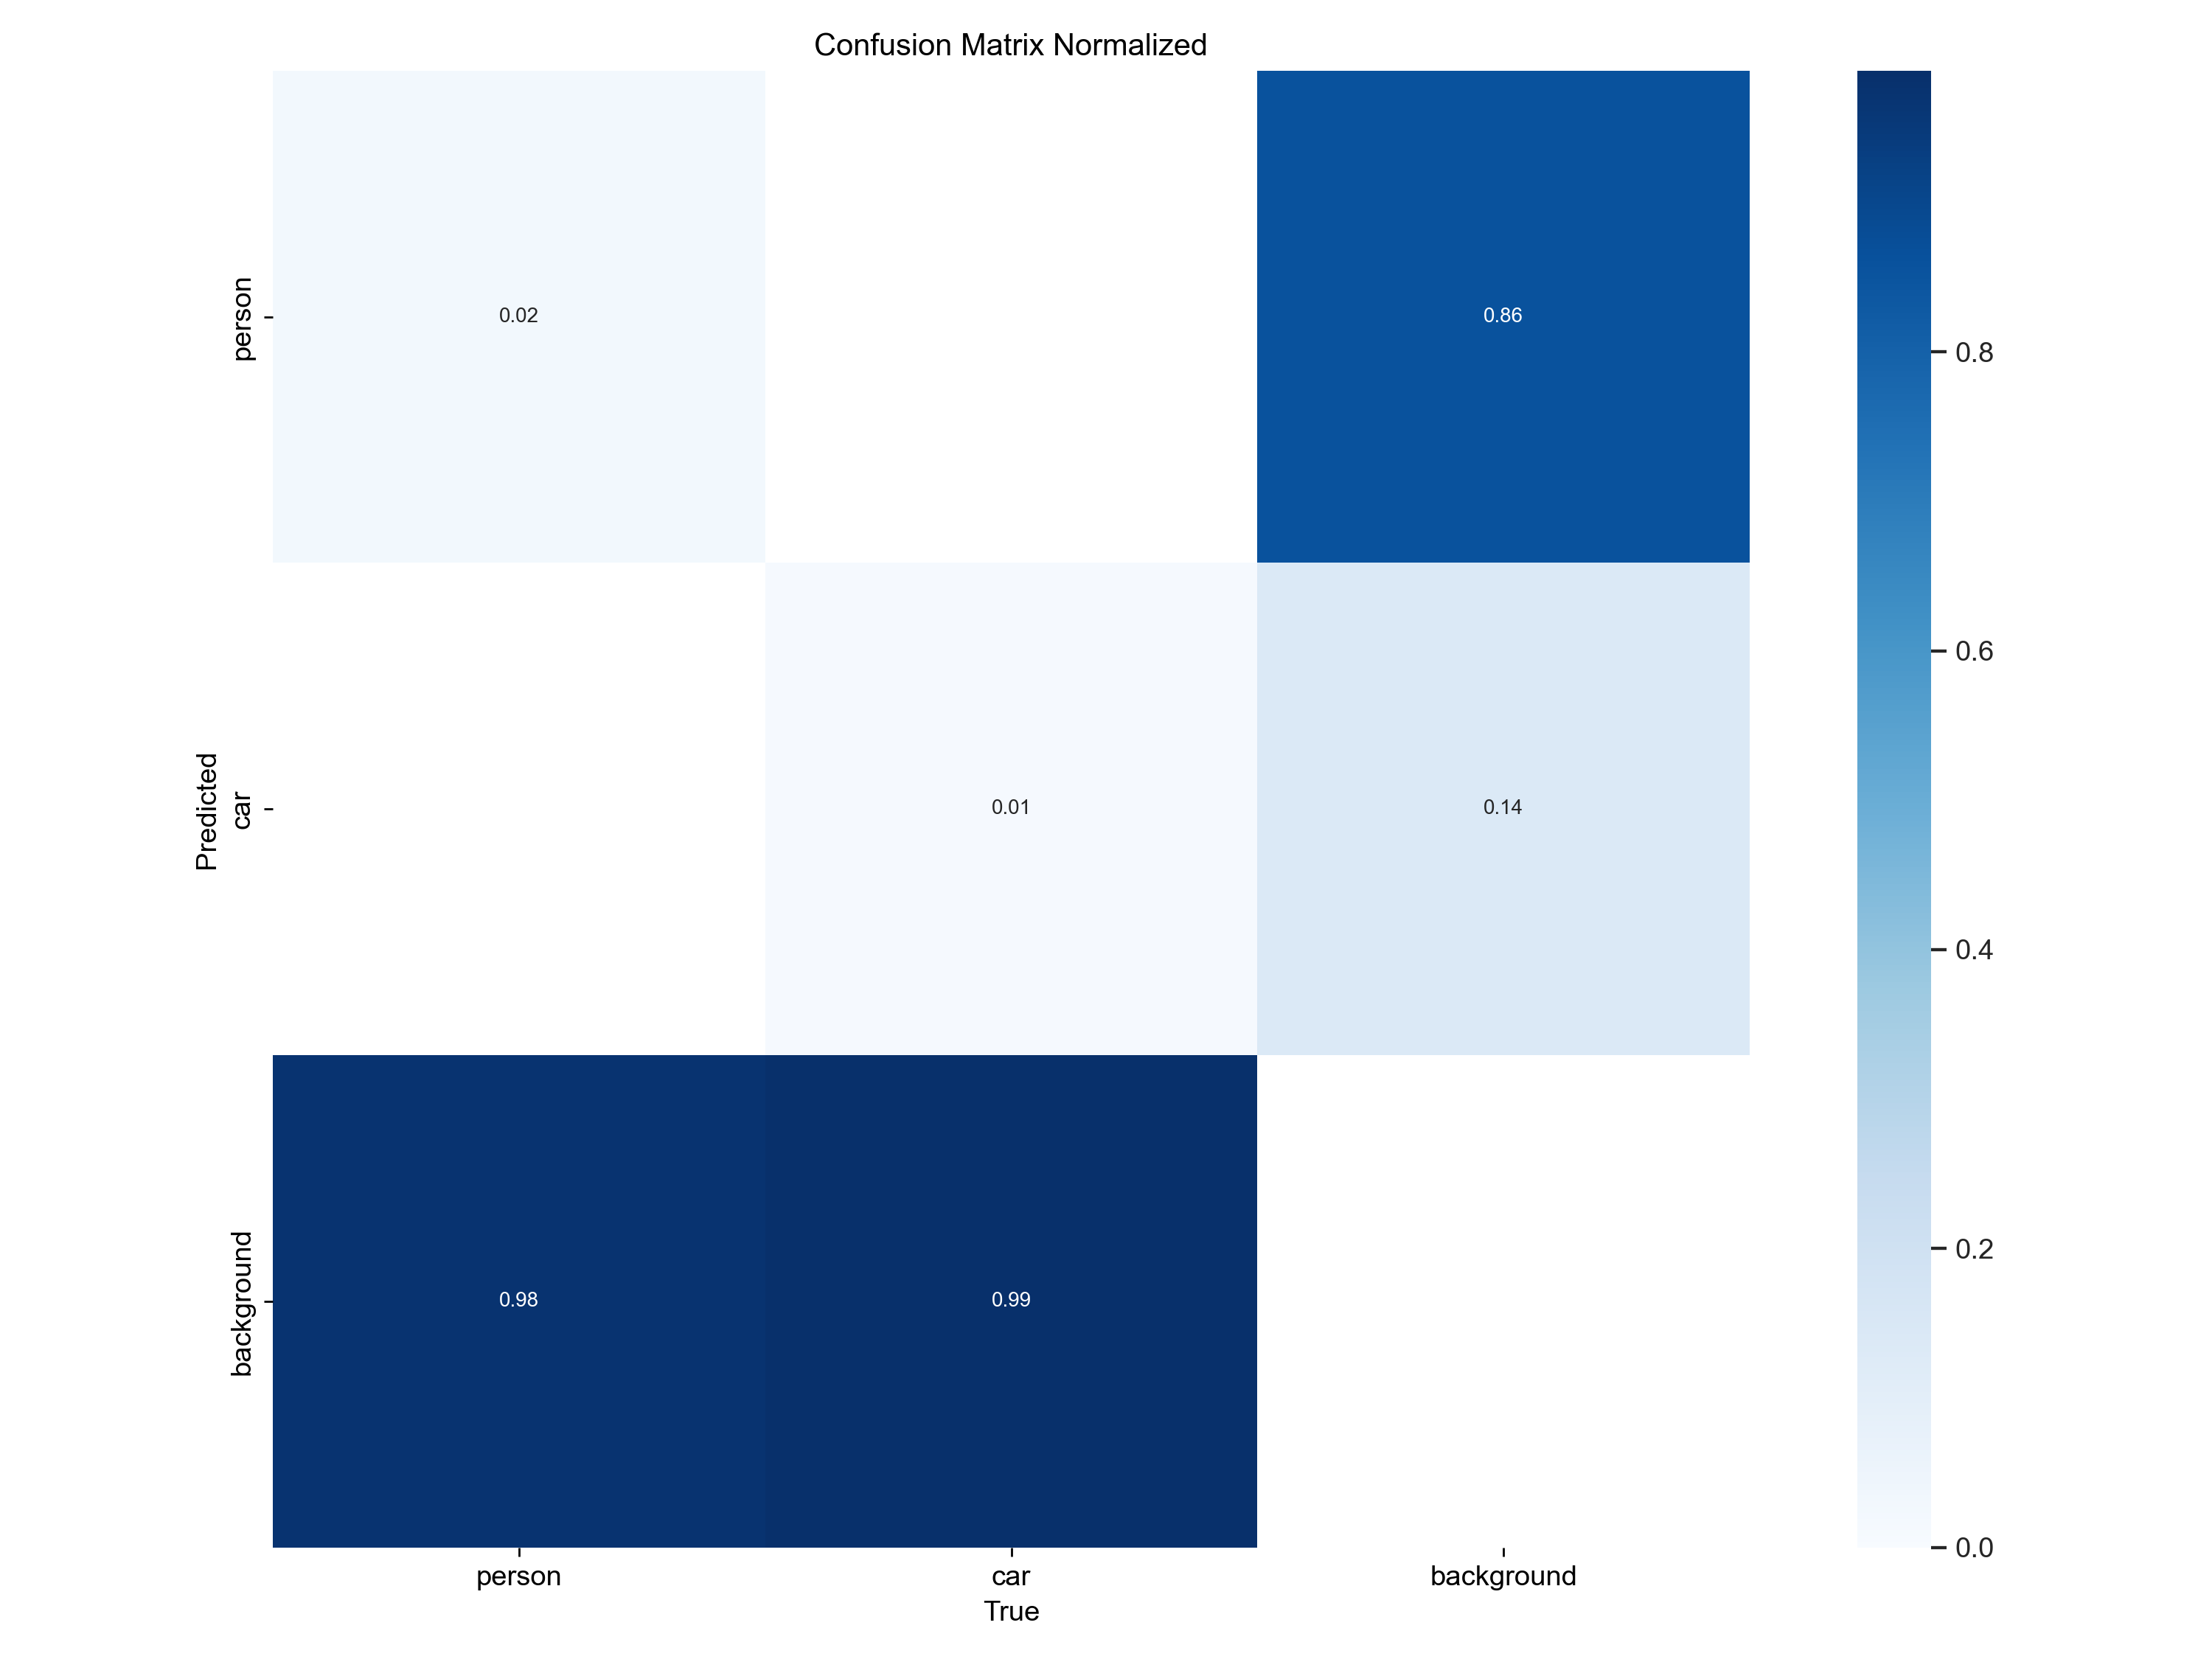 Confusion Matrix Normalized
person
0.02
0.86
0.8
0.6
Predicted
car
0.01
0.14
0.4
0.2
background
0.98
0.99
0.0
person
car
background
True